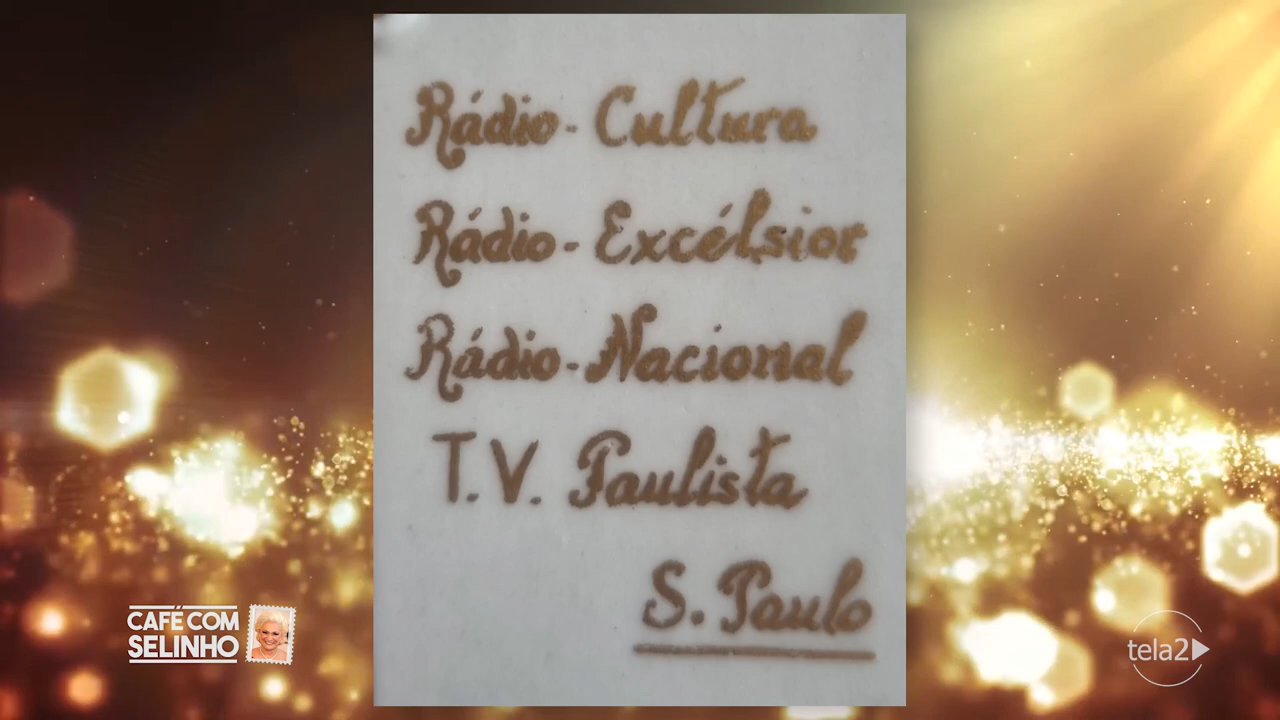 Rádio - Cultura
Rádio - Excélsior
Rádio - Nacional
T.V. Paulista
S. Paulo
CAFÉ COM
SELINHO
tela2